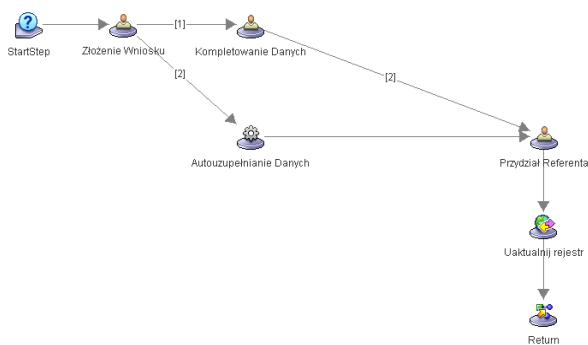 [1]
StartStep
Złożenie Wniosku
Kompletowanie Danych
[2]
[2]
Autouzupełnianie Danych
Przydział Referenta
Uaktualnij rejestr
Return